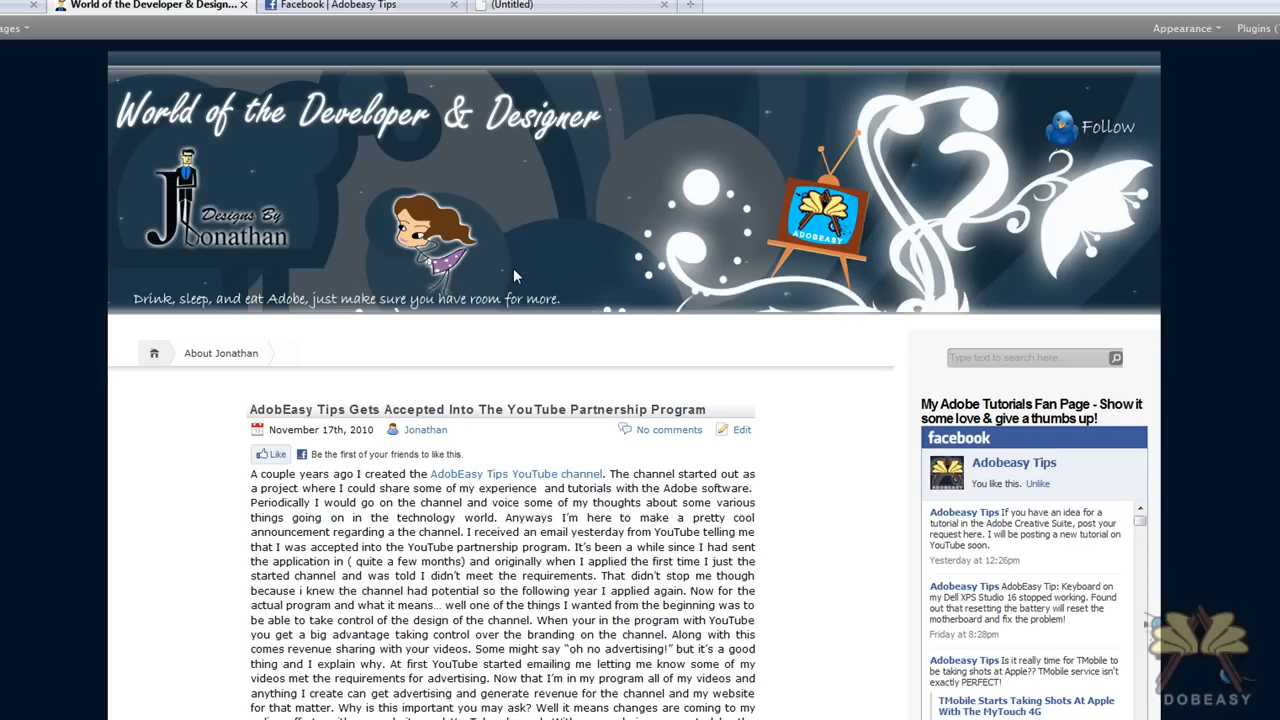 World of the Developer & Design... × Facebook | Adobeasy Tips × (Untitled) ×
ages Appearance Plugins
World of the Developer & Designer
Follow
J Designs By
onathan
ADOBEASY
Drink, sleep, and eat Adobe, just make sure you have room for more.
About Jonathan
Type text to search here...
AdobEasy Tips Gets Accepted Into The YouTube Partnership Program
November 17th, 2010 Jonathan No comments Edit
Like Be the first of your friends to like this.
A couple years ago I created the AdobEasy Tips YouTube channel. The channel started out as
a project where I could share some of my experience and tutorials with the Adobe software.
Periodically I would go on the channel and voice some of my thoughts about some various
things going on in the technology world. Anyways I'm here to make a pretty cool
announcement regarding a the channel. I received an email yesterday from YouTube telling me
that I was accepted into the YouTube partnership program. It's been a while since I had sent
the application in ( quite a few months) and originally when I applied the first time I just the
started channel and was told I didn't meet the requirements. That didn't stop me though
because i knew the channel had potential so the following year I applied again. Now for the
actual program and what it means... well one of the things I wanted from the beginning was to
be able to take control of the design of the channel. When your in the program with YouTube
you get a big advantage taking control over the branding on the channel. Along with this
comes revenue sharing with your videos. Some might say "oh no advertising!" but it's a good
thing and I explain why. At first YouTube started emailing me letting me know some of my
videos met the requirements for advertising. Now that I'm in my program all of my videos and
anything I create can get advertising and generate revenue for the channel and my website
for that matter. Why is this important you may ask? Well it means changes are coming to my
My Adobe Tutorials Fan Page - Show it
some love & give a thumbs up!
facebook
Adobeasy Tips
You like this. Unlike
Adobeasy Tips If you have an idea for a
tutorial in the Adobe Creative Suite, post your
request here. I will be posting a new tutorial on
YouTube soon.
Yesterday at 12:26pm
Adobeasy Tips AdobEasy Tip: Keyboard on
my Dell XPS Studio 16 stopped working. Found
out that resetting the battery will reset the
motherboard and fix the problem!
Friday at 8:28pm
Adobeasy Tips Is it really time for TMobile to
be taking shots at Apple?? TMobile service isn't
exactly PERFECT!
TMobile Starts Taking Shots At Apple
With The MyTouch 4G
DOBEASY